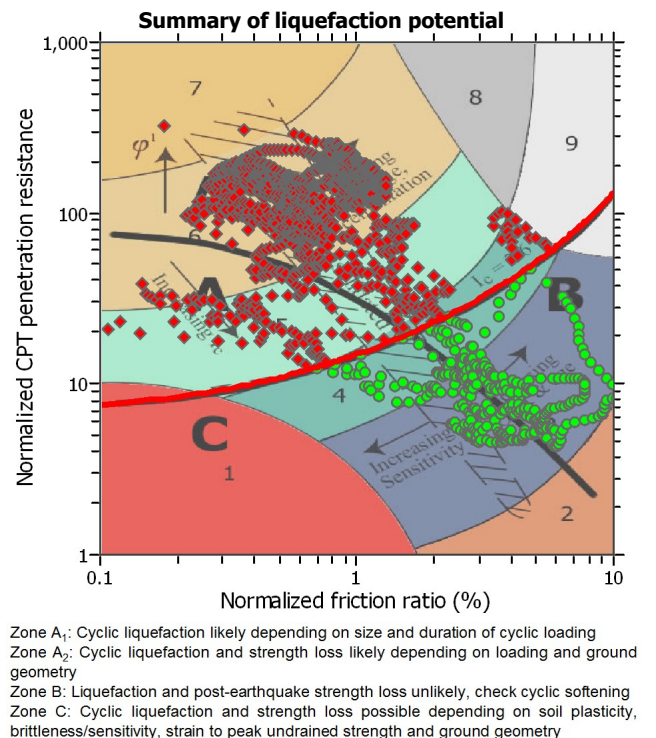 Summary of liquefaction potential
1,000
7
8
9
φ'
100
6
A
Increasing
5
B
10
4
C
Increasing
Sensitivity
1
2
1
0.1
1
10
Normalized CPT penetration resistance
Normalized friction ratio (%)
Zone A₁: Cyclic liquefaction likely depending on size and duration of cyclic loading
Zone A₂: Cyclic liquefaction and strength loss likely depending on loading and ground
geometry
Zone B: Liquefaction and post-earthquake strength loss unlikely, check cyclic softening
Zone C: Cyclic liquefaction and strength loss possible depending on soil plasticity,
brittleness/sensitivity, strain to peak undrained strength and ground geometry